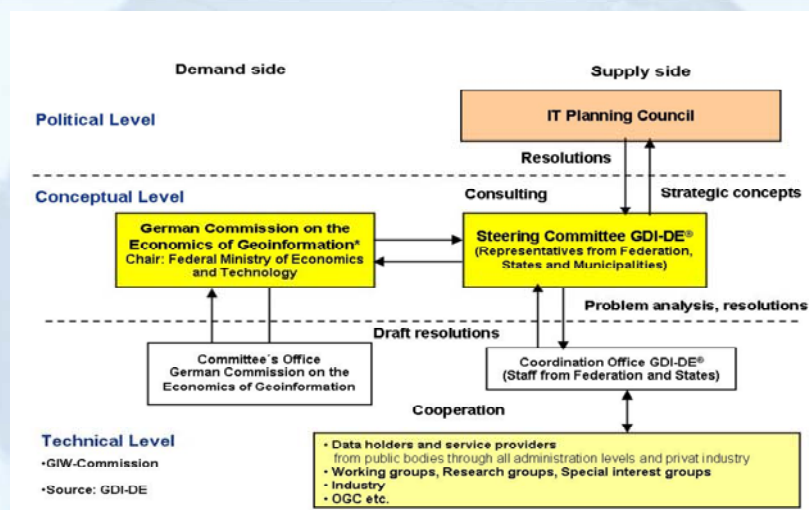 Demand side
Supply side
Political Level
IT Planning Council
Resolutions
Strategic concepts
Conceptual Level
Consulting
German Commission on the
Economics of Geoinformation*
Chair: Federal Ministry of Economics
and Technology
Steering Committee GDI-DE®
(Representatives from Federation,
States and Municipalities)
Problem analysis, resolutions
Draft resolutions
Committee´s Office
German Commission on the
Economics of Geoinformation
Coordination Office GDI-DE®
(Staff from Federation and States)
Cooperation
Technical Level
•GIW-Commission
•Source: GDI-DE
• Data holders and service providers
from public bodies through all administration levels and privat industry
• Working groups, Research groups, Special interest groups
• Industry
• OGC etc.